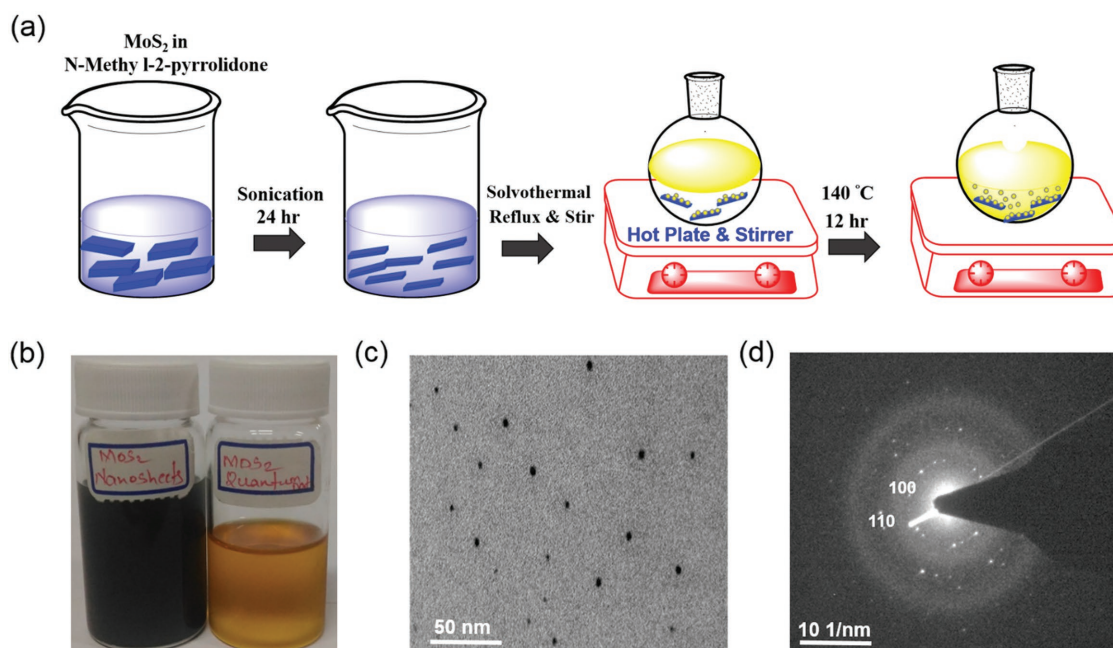 (a)
MoS2 in
N-Methy l-2-pyrrolidone
Sonication
24 hr
Solvothermal
Reflux & Stir
Hot Plate & Stirrer
140 °C
12 hr
(b)
MoS2
Nanosheets
MoS2
Quantum
(c)
50 nm
(d)
100
110
10 1/nm